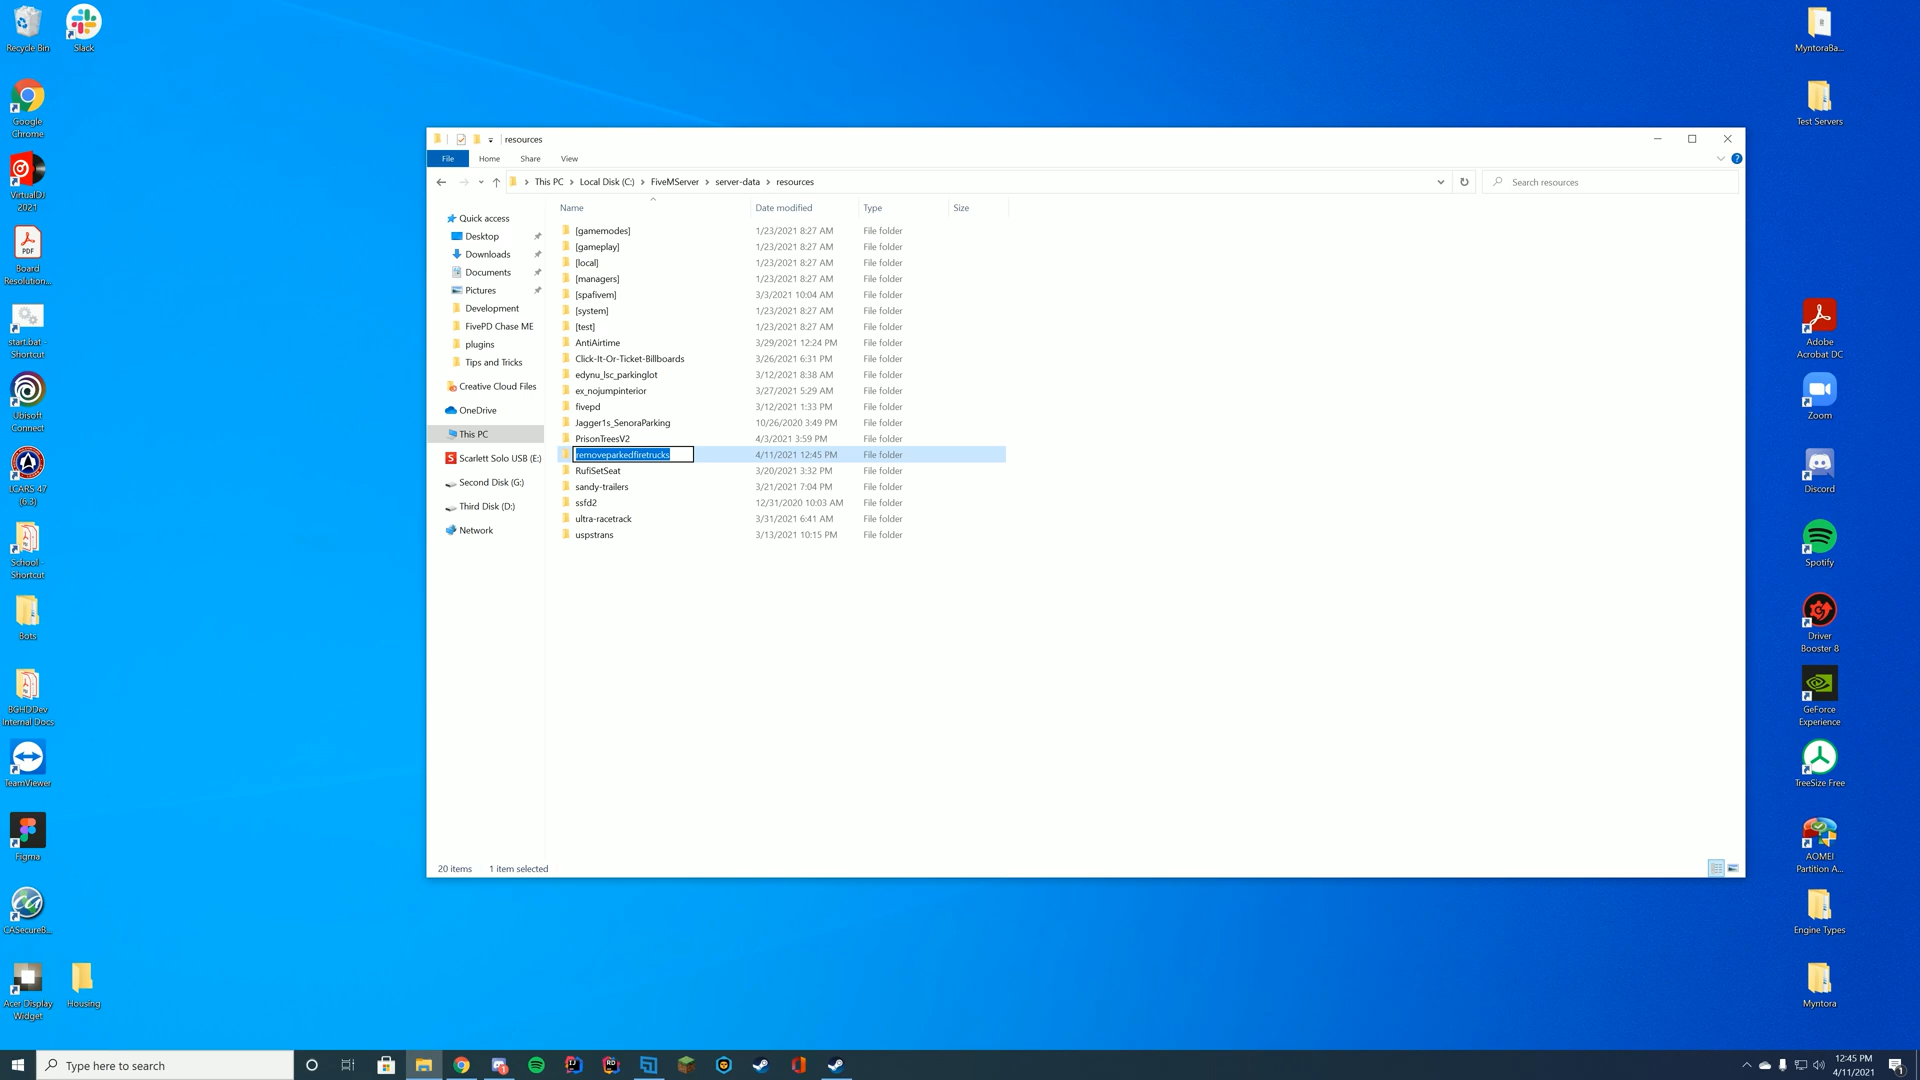 Recycle Bin
Slack
Google
Chrome
VirtualDJ
2021
PDF
Board
Resolution...
start.bat -
Shortcut
Ubisoft
Connect
LCARS 47
(6.3)
School -
Shortcut
Bots
BGHDDev
Internal Docs
TeamViewer
Figma
CASecureB...
Acer Display
Widget
Housing
resources
File
Home
Share
View
This PC
Local Disk (C:)
FiveMServer
server-data
resources
Search resources
Quick access
Desktop
Downloads
Documents
Pictures
Development
FivePD Chase ME
plugins
Tips and Tricks
Creative Cloud Files
OneDrive
This PC
Scarlett Solo USB (E:)
Second Disk (G:)
Third Disk (D:)
Network
Name Date modified Type Size
[gamemodes] 1/23/2021 8:27 AM File folder
[gameplay] 1/23/2021 8:27 AM File folder
[local] 1/23/2021 8:27 AM File folder
[managers] 1/23/2021 8:27 AM File folder
[spafivem] 3/3/2021 10:04 AM File folder
[system] 1/23/2021 8:27 AM File folder
[test] 1/23/2021 8:27 AM File folder
AntiAirtime 3/29/2021 12:24 PM File folder
Click-It-Or-Ticket-Billboards 3/26/2021 6:31 PM File folder
edynu_lsc_parkinglot 3/12/2021 8:38 AM File folder
ex_nojumpinterior 3/27/2021 5:29 AM File folder
fivepd 3/12/2021 1:33 PM File folder
Jagger1s_SenoraParking 10/26/2020 3:49 PM File folder
PrisonTreesV2 4/3/2021 3:59 PM File folder
removeparkedfiretrucks 4/11/2021 12:45 PM File folder
RufiSetSeat 3/20/2021 3:32 PM File folder
sandy-trailers 3/21/2021 7:04 PM File folder
ssfd2 12/31/2020 10:03 AM File folder
ultra-racetrack 3/31/2021 6:41 AM File folder
uspstrans 3/13/2021 10:15 PM File folder
20 items 1 item selected
MyntoraBa...
Test Servers
Adobe
Acrobat DC
Zoom
Discord
Spotify
Driver
Booster 8
GeForce
Experience
TreeSize Free
AOMEI
Partition A...
Engine Types
Myntora
Type here to search
12:45 PM
4/11/2021